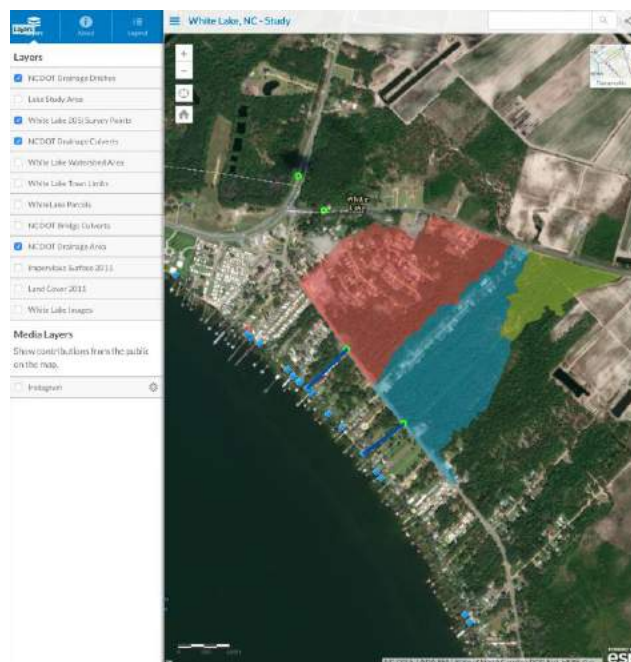 Layers
About
Legend
White Lake, NC - Study
Layers
NCDOT Drainage Ditches
Lake Study Area
White Lake 205 Survey Points
NCDOT Drainage Culverts
White Lake Watershed Area
White Lake Town Limits
White Lake Parcels
NCDOT Bridge Culverts
NCDOT Drainage Area
Impervious Surface 2011
Land Cover 2011
White Lake Images
Media Layers
Show contributions from the public
on the map.
Instagram
White
Lake
esri